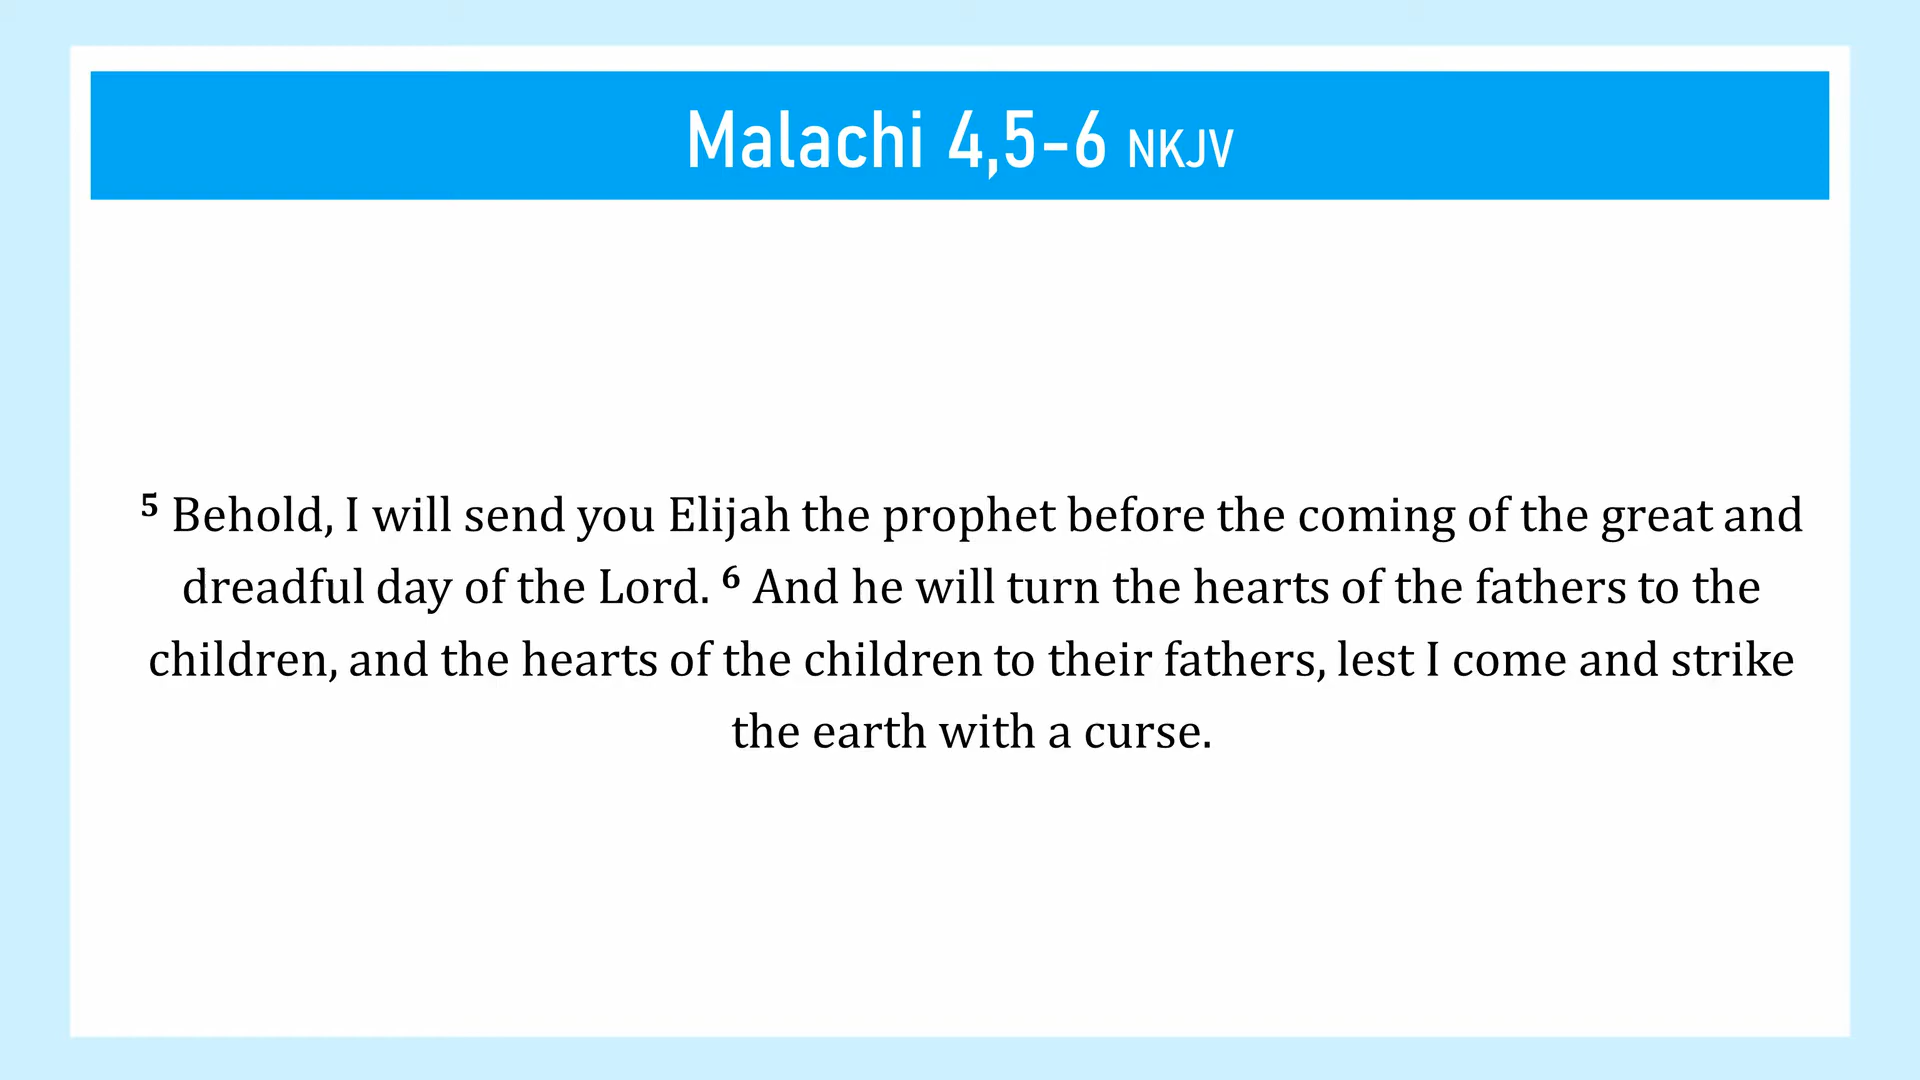 Malachi 4,5-6 NKJV
5 Behold, I will send you Elijah the prophet before the coming of the great and
dreadful day of the Lord. 6 And he will turn the hearts of the fathers to the
children, and the hearts of the children to their fathers, lest I come and strike
the earth with a curse.